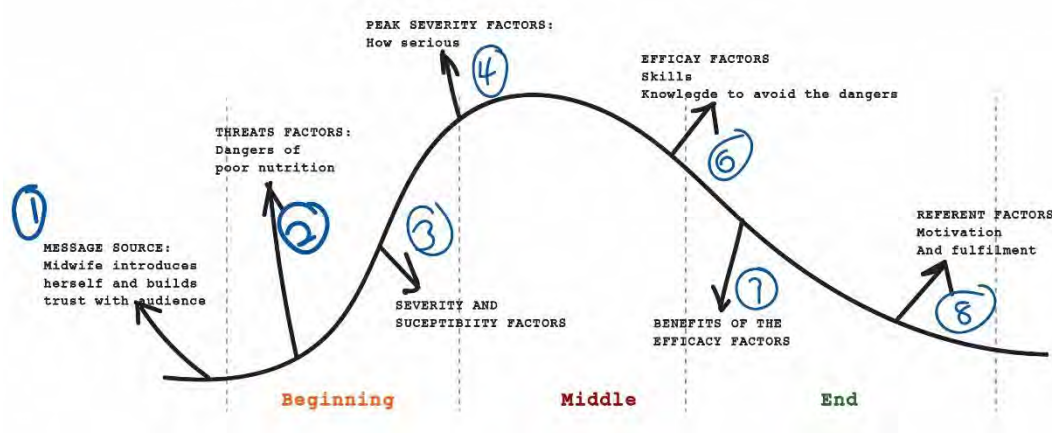 1
MESSAGE SOURCE:
Midwife introduces
herself and builds
trust with audience
THREATS FACTORS:
Dangers of
poor nutrition
2
3
SEVERITY AND
SUCEPTIBIITY FACTORS
PEAK SEVERITY FACTORS:
How serious
4
EFFICAY FACTORS
Skills
Knowlegde to avoid the dangers
6
7
BENEFITS OF THE
EFFICACY FACTORS
REFERENT FACTORS
Motivation
And fulfilment
8
Beginning
Middle
End